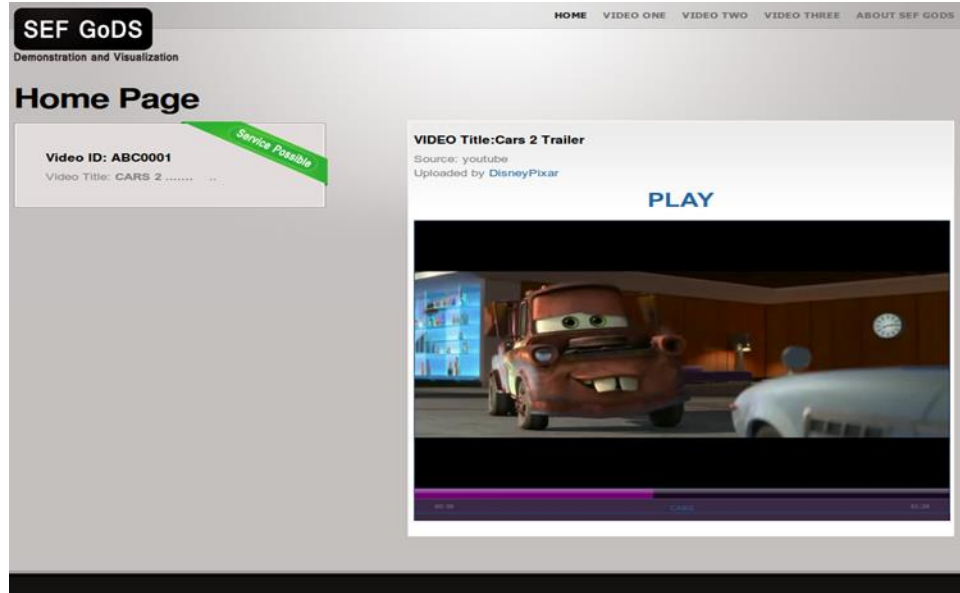 SEF GoDS
Demonstration and Visualization
HOME VIDEO ONE VIDEO TWO VIDEO THREE ABOUT SEF GODS
Home Page
Service Possible
Video ID: ABC0001
Video Title: CARS 2 ....... ..
VIDEO Title:Cars 2 Trailer
Source: youtube
Uploaded by DisneyPixar
PLAY
CARS